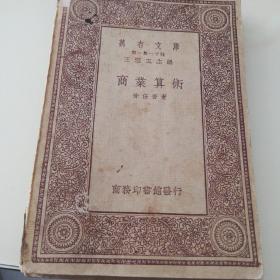 萬有文庫
第一集一千種
王雲五主編
商業算術
商務印書館發行